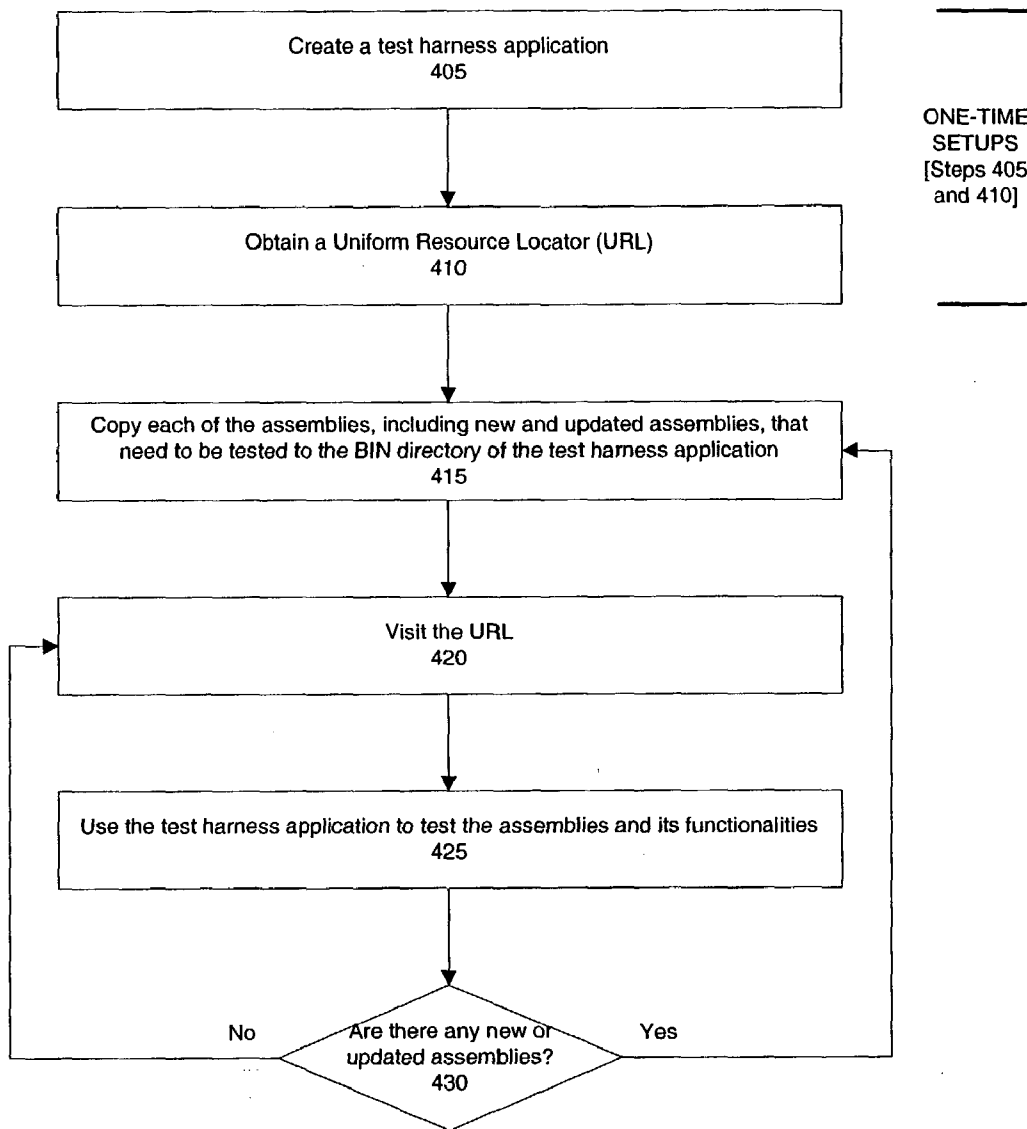 Create a test harness application
405
ONE-TIME
SETUPS
[Steps 405
and 410]
Obtain a Uniform Resource Locator (URL)
410
Copy each of the assemblies, including new and updated assemblies, that
need to be tested to the BIN directory of the test harness application
415
Visit the URL
420
Use the test harness application to test the assemblies and its functionalities
425
No
Are there any new or
updated assemblies?
430
Yes